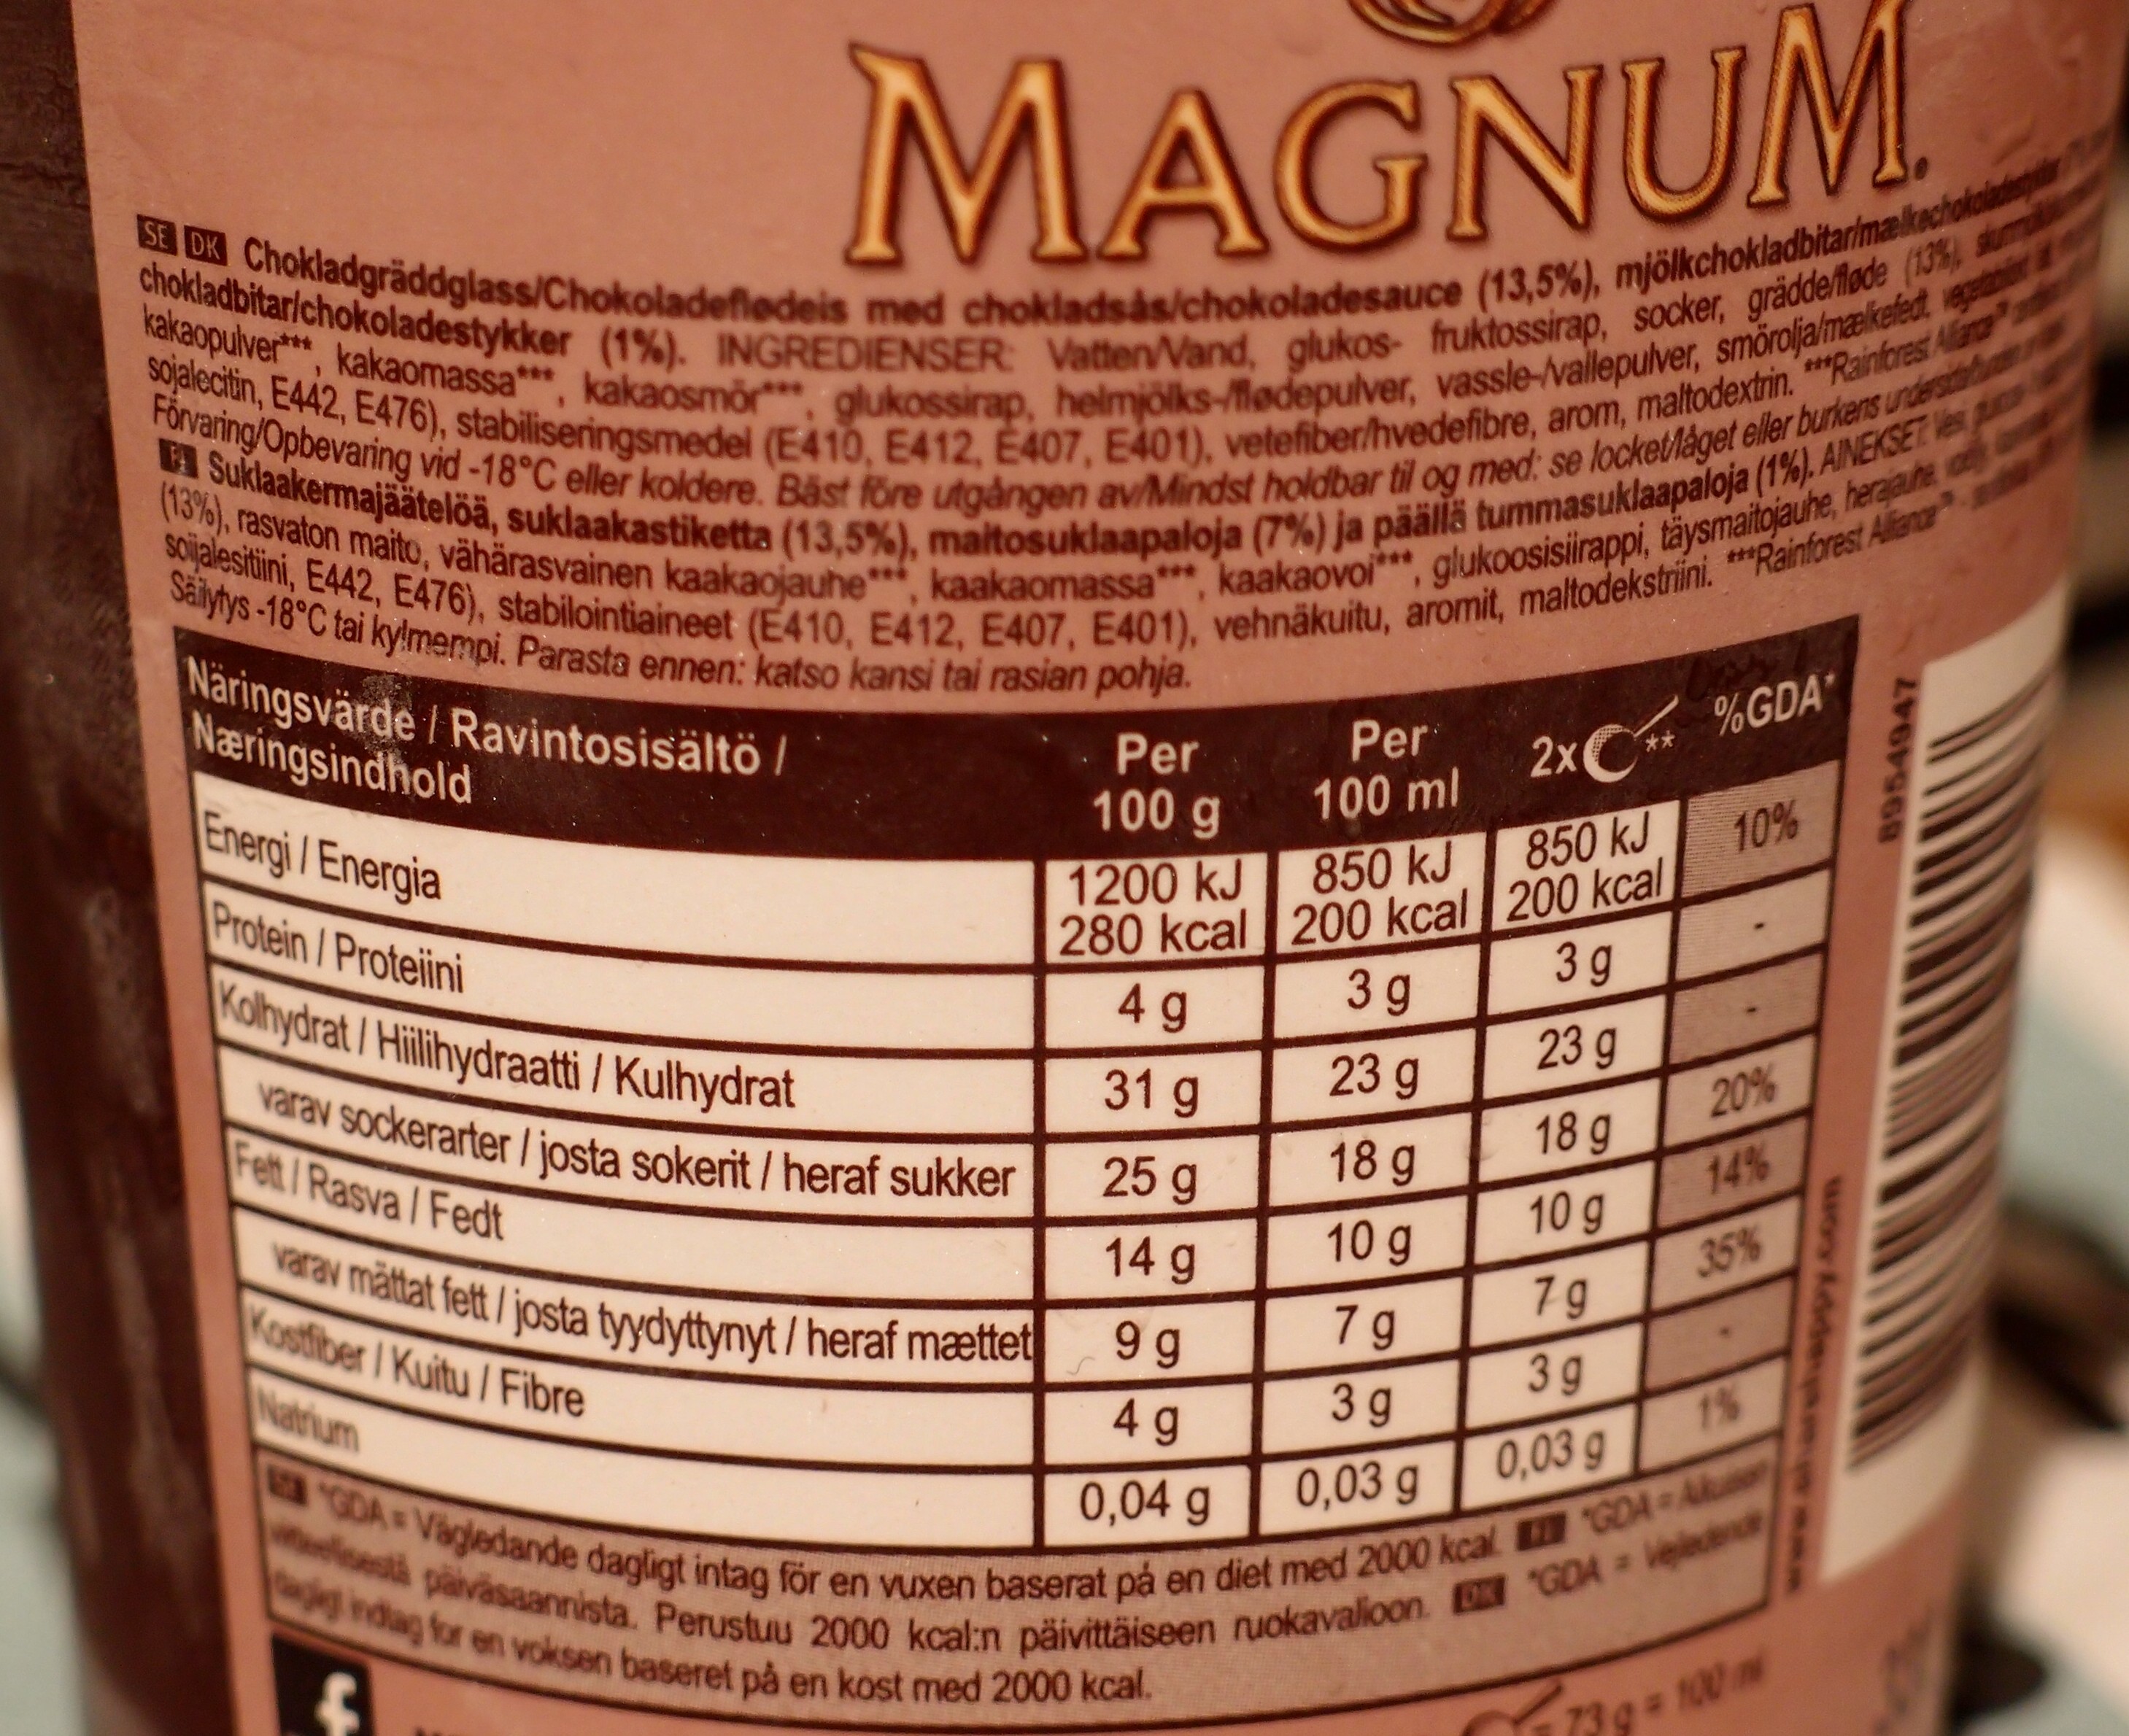 MAGNUM
SE DK Chokladgräddglass/Chokoladeflødeis med chokladsås/chokoladesauce (13,5%), mjölkchokladbitar/mælkechokoladestykker
chokladbitar/chokoladestykker (1%). INGREDIENSER: Vatten/Vand, glukos- fruktossirap, socker, grädde/fløde (13%),
kakaopulver***, kakaomassa***, kakaosmör***, glukossirap, helmjölks-/flødepulver, vassle-/vallepulver, smörolja/mælkefedt,
sojalecitin, E442, E476), stabiliseringsmedel (E410, E412, E407, E401), vetefiber/hvedefibre, arom, maltodextrin. ***Rainforest Alliance™
Förvaring/Opbevaring vid -18°C eller koldere. Bäst före utgången av/Mindst holdbar til og med: se locket/låget eller burkens
FI Suklaakermajäätelöä, suklaakastiketta (13,5%), maitosuklaapaloja (7%) ja päällä tummasuklaapaloja (1%). AINEKSET:
(13%), rasvaton maito, vähärasvainen kaakaojauhe***, kaakaomassa***, kaakaovoi***, glukoosisiirappi, täysmaitojauhe, herajauhe,
soijalesitiini, E442, E476), stabilointiaineet (E410, E412, E407, E401), vehnäkuitu, aromit, maltodekstriini. ***Rainforest Alliance™
Säilytys -18°C tai kylmempi. Parasta ennen: katso kansi tai rasian pohja.
Näringsvärde / Ravintosisältö / Næringsindhold Per 100 g Per 100 ml 2x ** %GDA*
Energi / Energia 1200 kJ 850 kJ 850 kJ 10%
280 kcal 200 kcal 200 kcal
Protein / Proteiini 4 g 3 g 3 g -
Kolhydrat / Hiilihydraatti / Kulhydrat 31 g 23 g 23 g -
varav sockerarter / josta sokerit / heraf sukker 25 g 18 g 18 g 20%
Fett / Rasva / Fedt 14 g 10 g 10 g 14%
varav mättat fett / josta tyydyttynyt / heraf mættet 9 g 7 g 7 g 35%
Kostfiber / Kuitu / Fibre 4 g 3 g 3 g -
Natrium 0,04 g 0,03 g 0,03 g 1%
*GDA = Vägledande dagligt intag för en vuxen baserat på en diet med 2000 kcal. FI *GDA = Aikuisen
päiväsaannista. Perustuu 2000 kcal:n päivittäiseen ruokavalioon. DK *GDA = Vejledende
dagligt indtag for en voksen baseret på en kost med 2000 kcal.
8954947
f
= 73 g = 100 ml